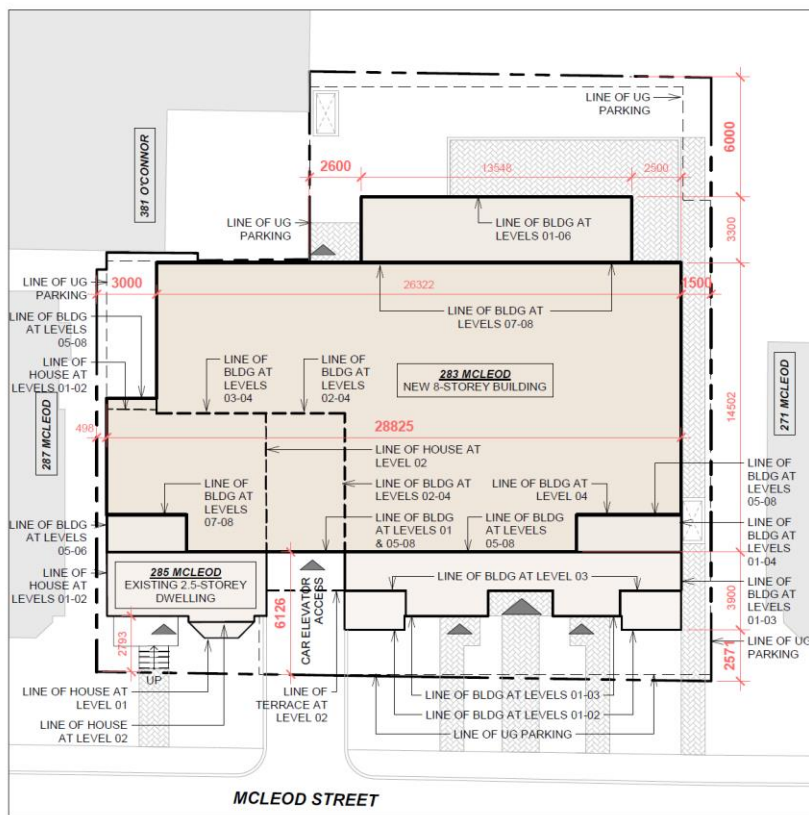 LINE OF UG
PARKING
6000
2600
13548
2500
381 O'CONNOR
LINE OF UG
PARKING
LINE OF BLDG AT
LEVELS 01-06
3300
LINE OF UG
PARKING
3000
26322
1500
LINE OF BLDG
AT LEVELS
05-08
LINE OF BLDG AT
LEVELS 07-08
LINE OF
HOUSE AT
LEVELS 01-02
LINE OF
BLDG AT
LEVELS
03-04
LINE OF
BLDG AT
LEVELS
02-04
283 MCLEOD
NEW 8-STOREY BUILDING
14502
271 MCLEOD
287 MCLEOD
498
28825
LINE OF HOUSE AT
LEVEL 02
LINE OF
BLDG AT
LEVELS
07-08
LINE OF BLDG AT
LEVELS 02-04
LINE OF BLDG AT
LEVEL 04
LINE OF
BLDG AT
LEVELS
05-08
LINE OF BLDG
AT LEVELS
05-06
LINE OF BLDG
AT LEVELS 01
& 05-08
LINE OF BLDG
AT LEVELS
05-08
LINE OF
BLDG AT
LEVELS
01-04
LINE OF
HOUSE AT
LEVELS 01-02
285 MCLEOD
EXISTING 2.5-STOREY
DWELLING
6126
CAR ELEVATOR
ACCESS
LINE OF BLDG AT LEVEL 03
3900
LINE OF
BLDG AT
LEVELS
01-03
2793
UP
2571
LINE OF UG
PARKING
LINE OF HOUSE AT
LEVEL 01
LINE OF
TERRACE AT
LEVEL 02
LINE OF BLDG AT LEVELS 01-03
LINE OF BLDG AT LEVELS 01-02
LINE OF HOUSE
AT LEVEL 02
LINE OF UG PARKING
MCLEOD STREET